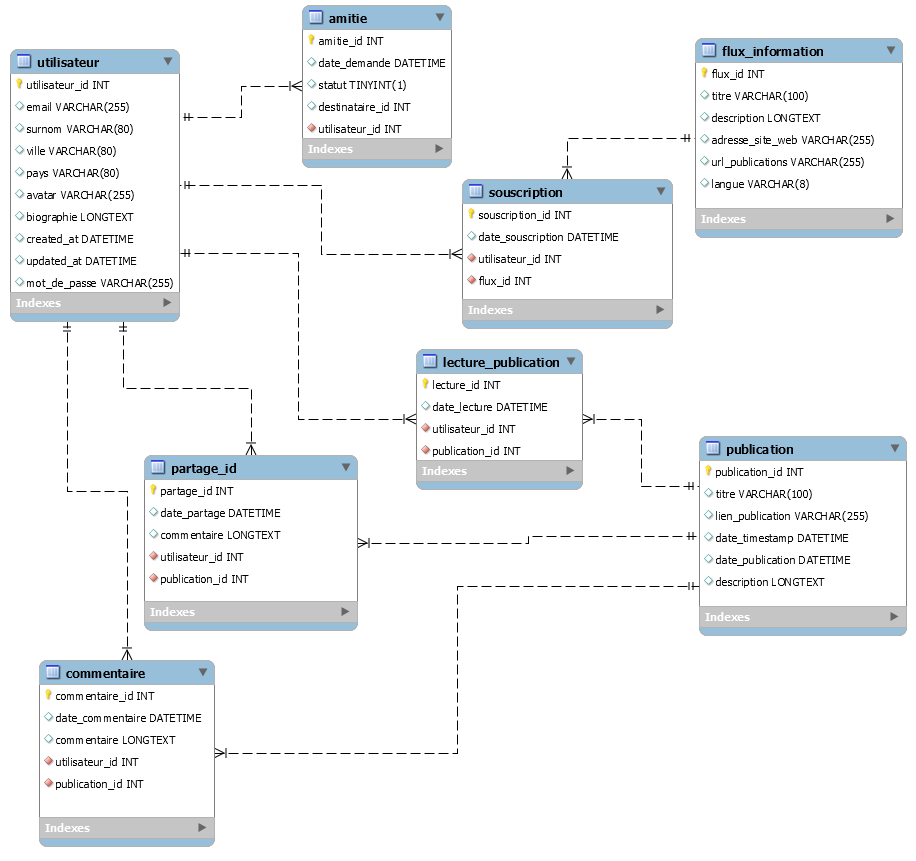 amitie
amitie_id INT
date_demande DATETIME
statut TINYINT(1)
destinataire_id INT
utilisateur_id INT
Indexes
utilisateur
utilisateur_id INT
email VARCHAR(255)
surnom VARCHAR(80)
ville VARCHAR(80)
pays VARCHAR(80)
avatar VARCHAR(255)
biographie LONGTEXT
created_at DATETIME
updated_at DATETIME
mot_de_passe VARCHAR(255)
Indexes
flux_information
flux_id INT
titre VARCHAR(100)
description LONGTEXT
adresse_site_web VARCHAR(255)
url_publications VARCHAR(255)
langue VARCHAR(8)
Indexes
souscription
souscription_id INT
date_souscription DATETIME
utilisateur_id INT
flux_id INT
Indexes
lecture_publication
lecture_id INT
date_lecture DATETIME
utilisateur_id INT
publication_id INT
Indexes
partage_id
partage_id INT
date_partage DATETIME
commentaire LONGTEXT
utilisateur_id INT
publication_id INT
Indexes
publication
publication_id INT
titre VARCHAR(100)
lien_publication VARCHAR(255)
date_timestamp DATETIME
date_publication DATETIME
description LONGTEXT
Indexes
commentaire
commentaire_id INT
date_commentaire DATETIME
commentaire LONGTEXT
utilisateur_id INT
publication_id INT
Indexes